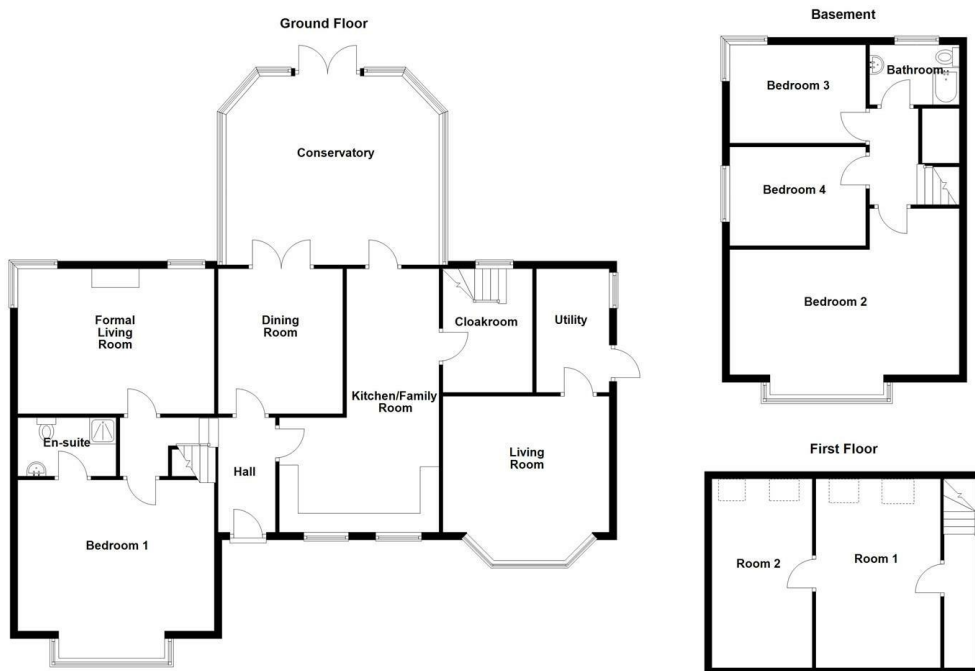 Ground Floor
Conservatory
Formal
Living
Room
Dining
Room
Cloakroom
Utility
Kitchen/Family
Room
En-suite
Hall
Living
Room
Bedroom 1
Basement
Bedroom 3
Bathroom
Bedroom 4
Bedroom 2
First Floor
Room 2
Room 1